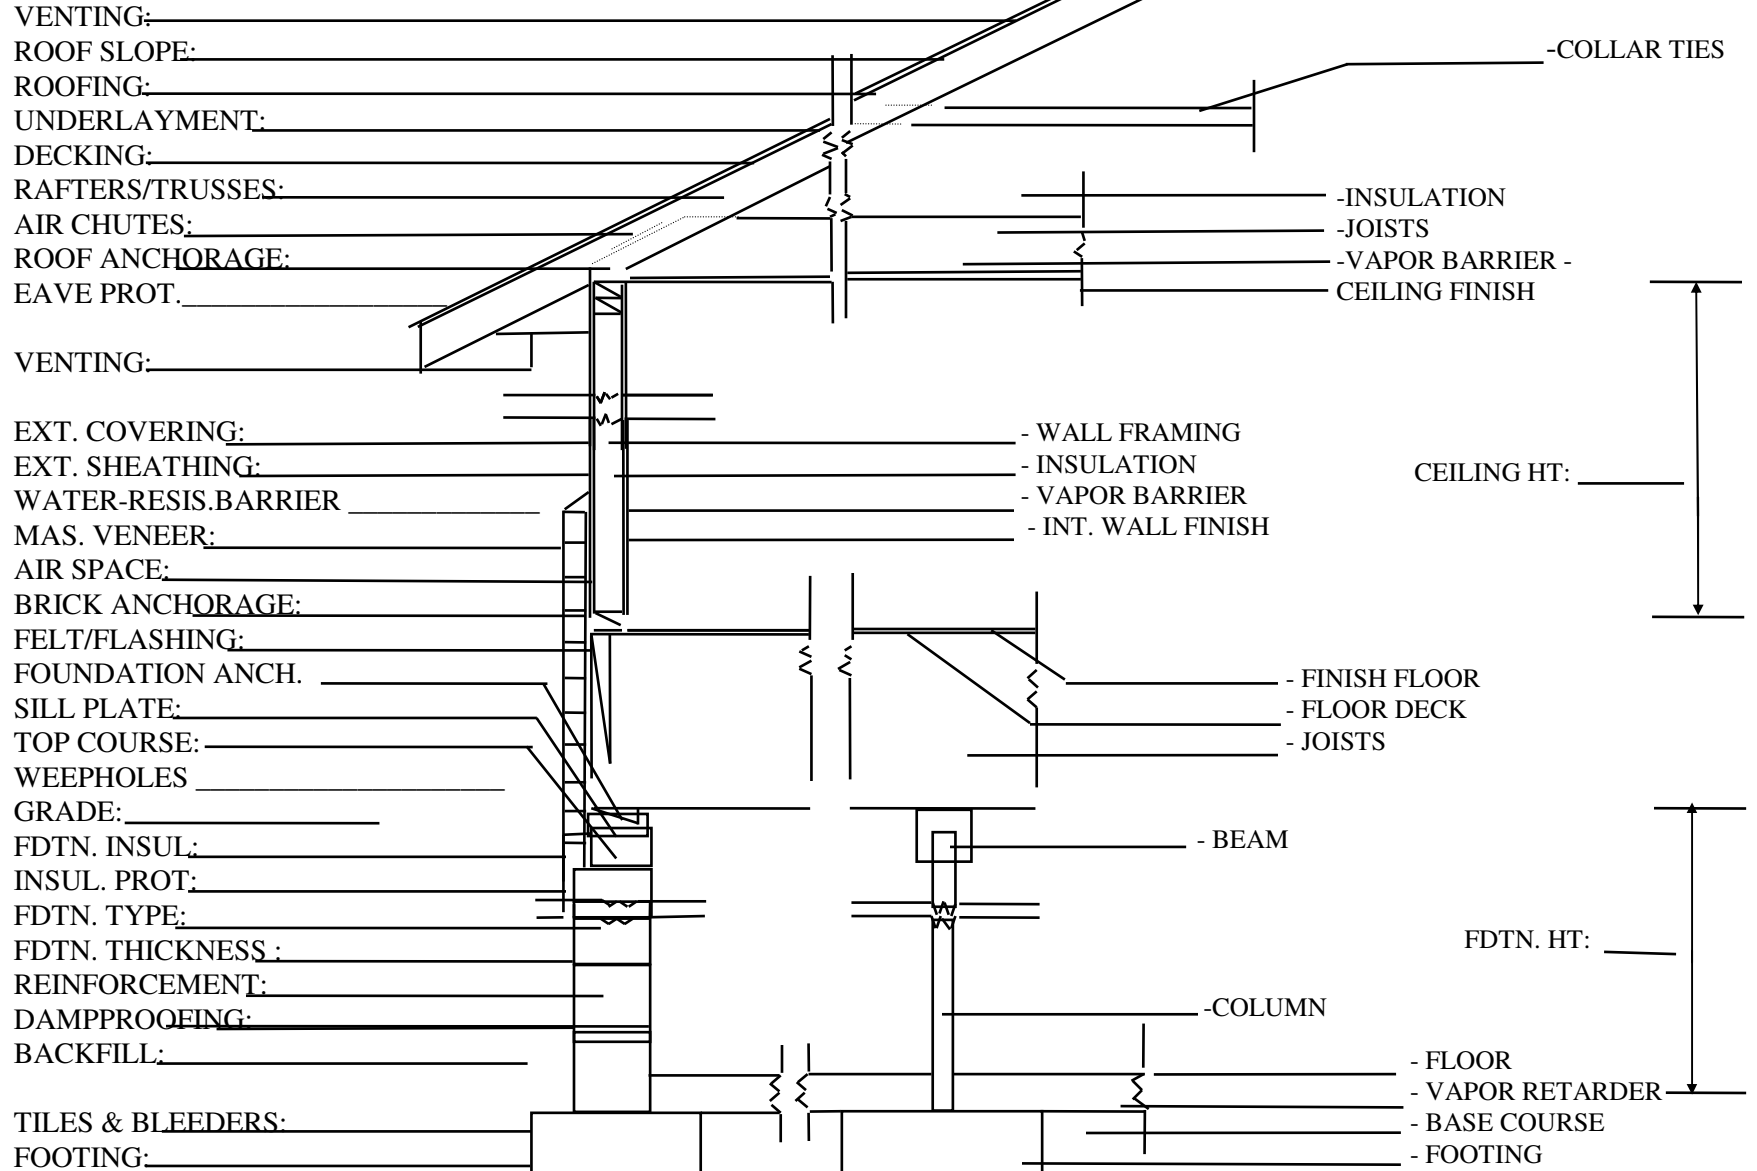 VENTING:
ROOF SLOPE:
ROOFING:
UNDERLAYMENT:
DECKING:
RAFTERS/TRUSSES:
AIR CHUTES:
ROOF ANCHORAGE:
EAVE PROT.__________________
VENTING:
EXT. COVERING:
EXT. SHEATHING:
WATER-RESIS.BARRIER _____________
MAS. VENEER:
AIR SPACE:
BRICK ANCHORAGE:
FELT/FLASHING:
FOUNDATION ANCH.
SILL PLATE:
TOP COURSE:
WEEPHOLES _____________________
GRADE:
FDTN. INSUL:
INSUL. PROT:
FDTN. TYPE:
FDTN. THICKNESS :
REINFORCEMENT:
DAMPPROOFING:
BACKFILL:
TILES & BLEEDERS:
FOOTING:
-COLLAR TIES
-INSULATION
-JOISTS
-VAPOR BARRIER -
CEILING FINISH
- WALL FRAMING
- INSULATION
- VAPOR BARRIER
- INT. WALL FINISH
CEILING HT:
- FINISH FLOOR
- FLOOR DECK
- JOISTS
- BEAM
FDTN. HT:
-COLUMN
- FLOOR
- VAPOR RETARDER
- BASE COURSE
- FOOTING